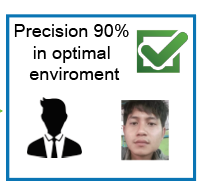 Precision 90%
in optimal
enviroment